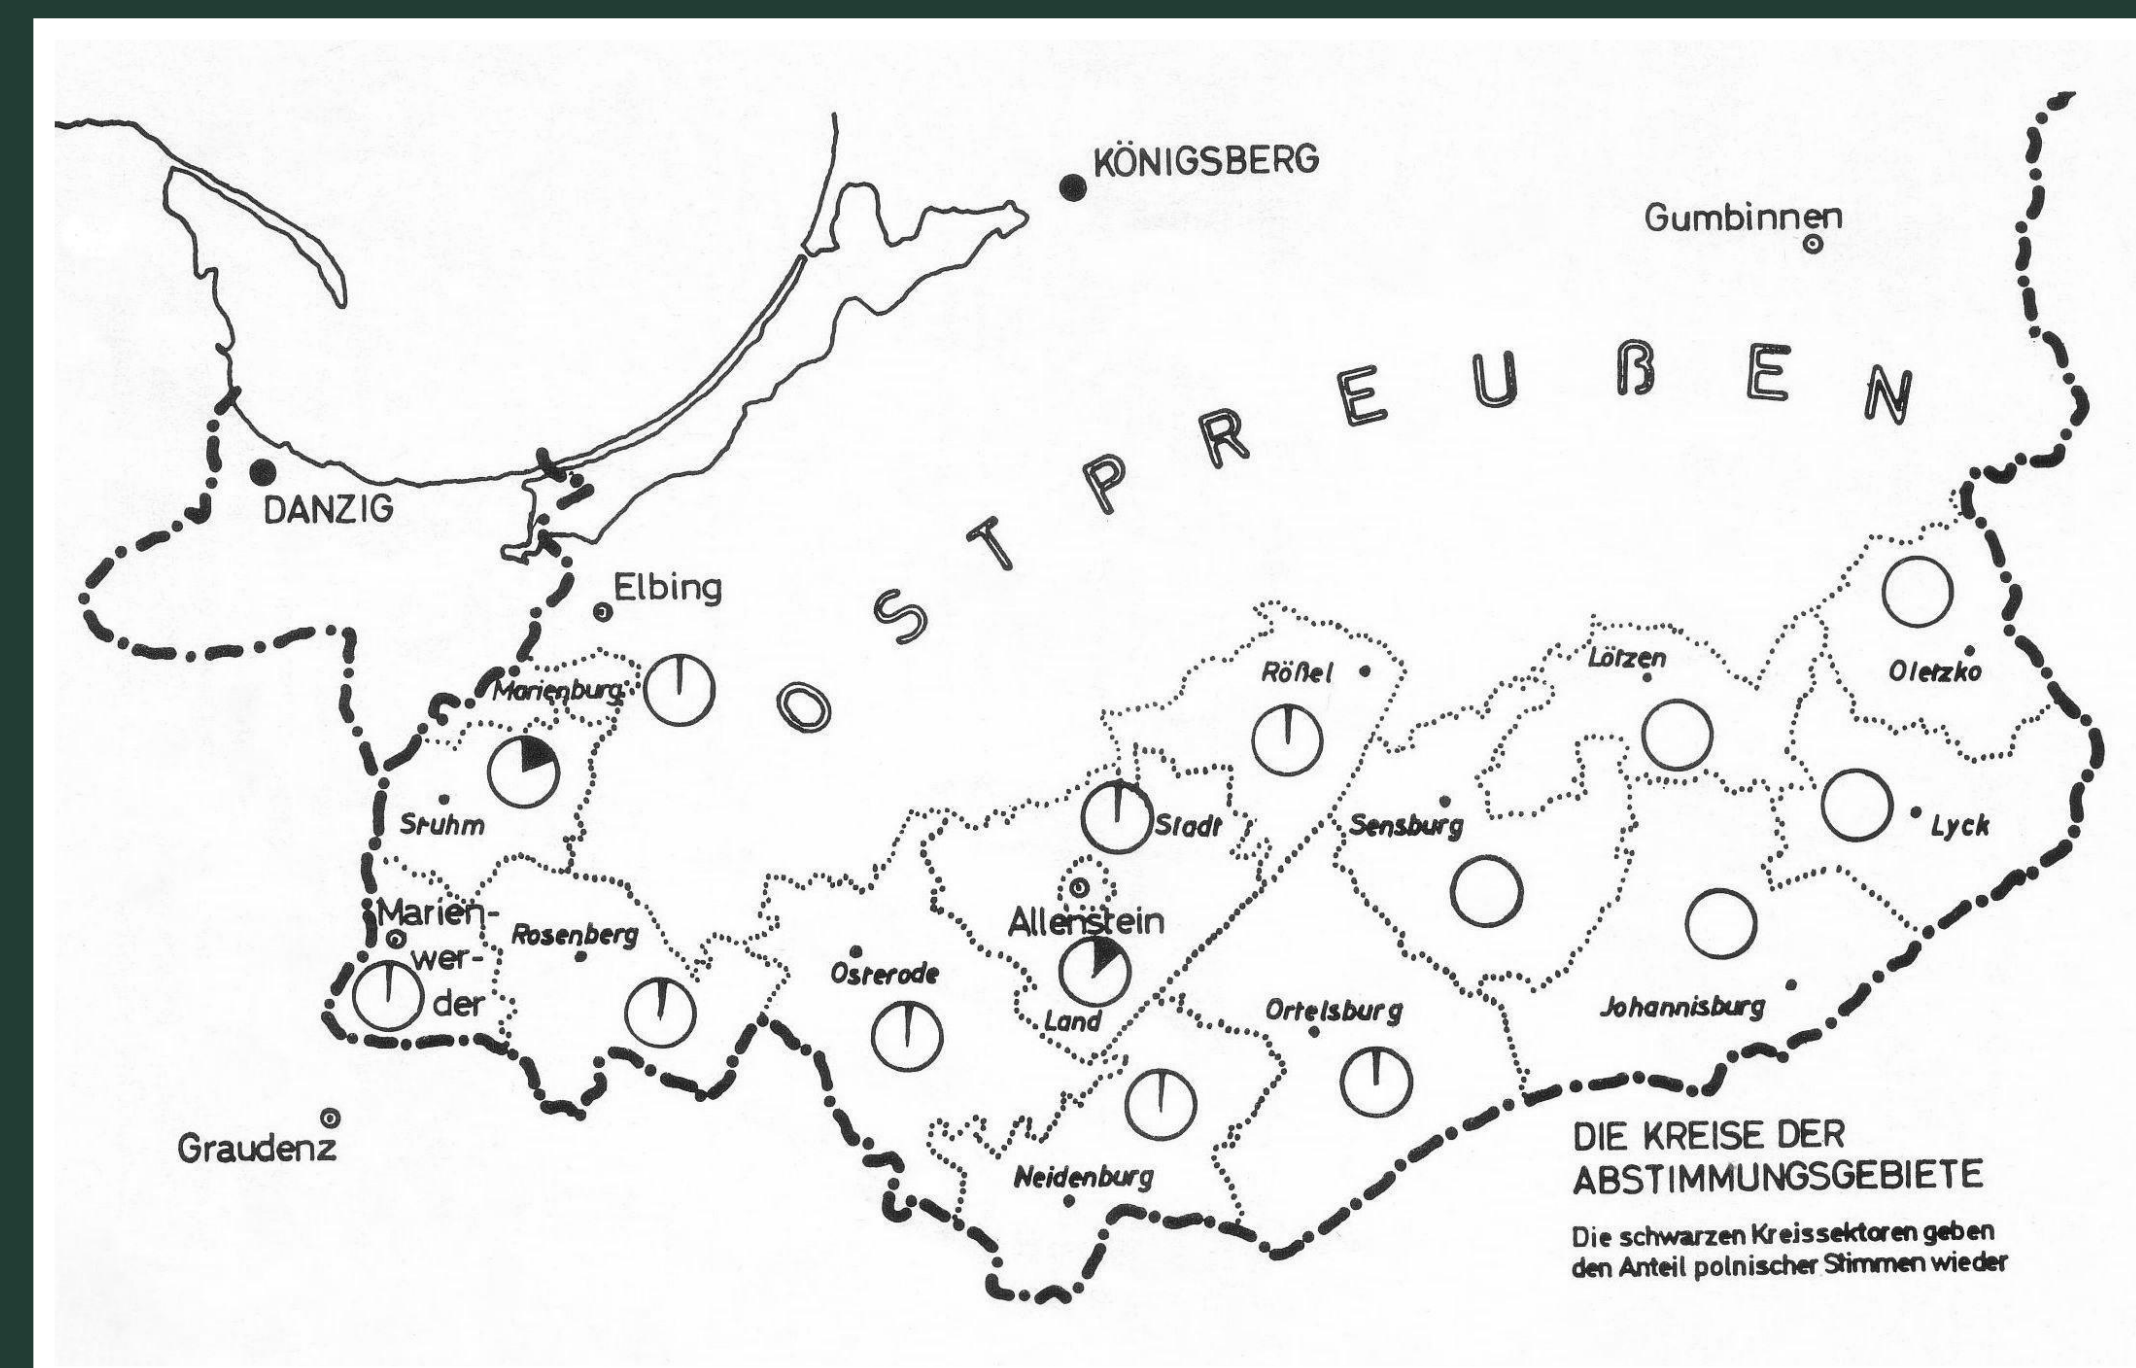 KÖNIGSBERG
Gumbinnen
DANZIG
Elbing
OSTPREUßEN
Marienburg
Rößel
Lötzen
Oletzko
Stuhm
Stadt
Sensburg
Lyck
Marien-
wer-
der
Rosenberg
Allenstein
Osterode
Land
Ortelsburg
Johannisburg
Graudenz
Neidenburg
DIE KREISE DER
ABSTIMMUNGSGEBIETE
Die schwarzen Kreissektoren geben
den Anteil polnischer Stimmen wieder